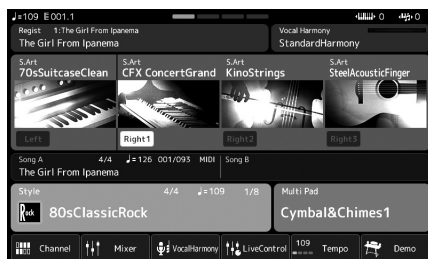 ♩=109 E001.1 0 0
Regist 1:The Girl From Ipanema
The Girl From Ipanema
Vocal Harmony
StandardHarmony
S.Art S.Art S.Art S.Art
70sSuitcaseClean CFX ConcertGrand KinoStrings SteelAcousticFinger
Left Right1 Right2 Right3
Song A 4/4 ♩=126 001/093 MIDI Song B
The Girl From Ipanema
Style 4/4 ♩=109 1/8
Rock 80sClassicRock
Multi Pad
Cymbal&Chimes1
Channel Mixer VocalHarmony LiveControl 109 Tempo Demo